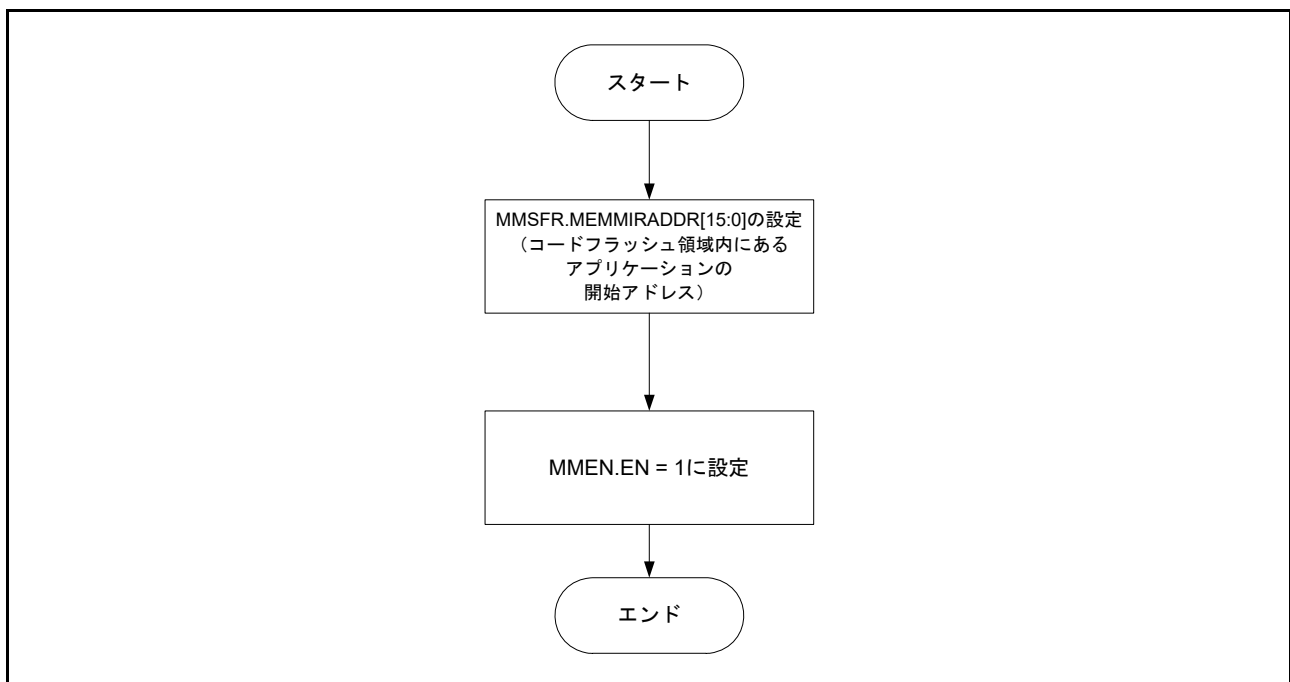 スタート
MMSFR.MEMMIRADDR[15:0]の設定
（コードフラッシュ領域内にある
アプリケーションの
開始アドレス）
MMEN.EN = 1に設定
エンド